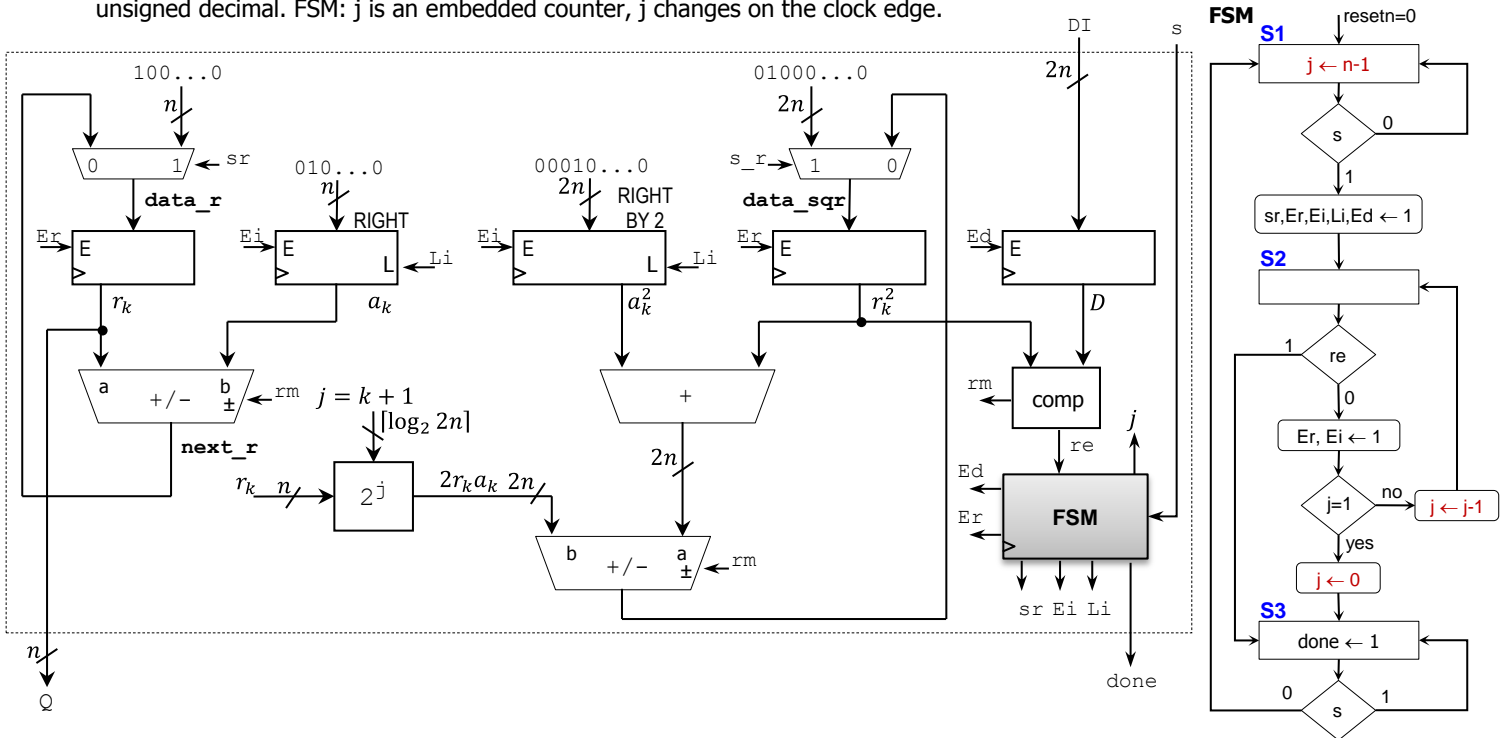 unsigned decimal. FSM: j is an embedded counter, j changes on the clock edge.
FSM
resetn=0
S1
j ← n-1
s
0
1
sr,Er,Ei,Li,Ed ← 1
S2
re
1
0
Er, Ei ← 1
j=1
no
j ← j-1
yes
j ← 0
S3
done ← 1
s
0
1
DI
s
2n
100...0
n
0 1
sr
data_r
010...0
n
RIGHT
00010...0
2n
RIGHT
BY 2
01000...0
2n
s_r
1 0
data_sqr
Er
E
Ei
E
L
Li
Ei
E
L
Li
Er
E
Ed
E
r_k
a_k
a_k^2
r_k^2
D
a
b
+/-
±
rm
next_r
j = k + 1
⌈log₂ 2n⌉
r_k
n
2^j
2r_k a_k 2n
+
2n
b
a
+/-
±
rm
rm
comp
re
j
Ed
Er
FSM
sr Ei Li
done
n
Q